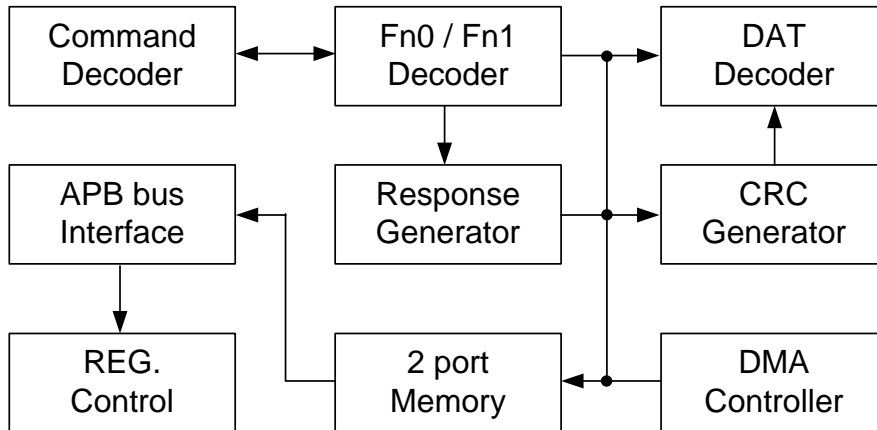 Command
Decoder
Fn0 / Fn1
Decoder
DAT
Decoder
APB bus
Interface
Response
Generator
CRC
Generator
REG.
Control
2 port
Memory
DMA
Controller